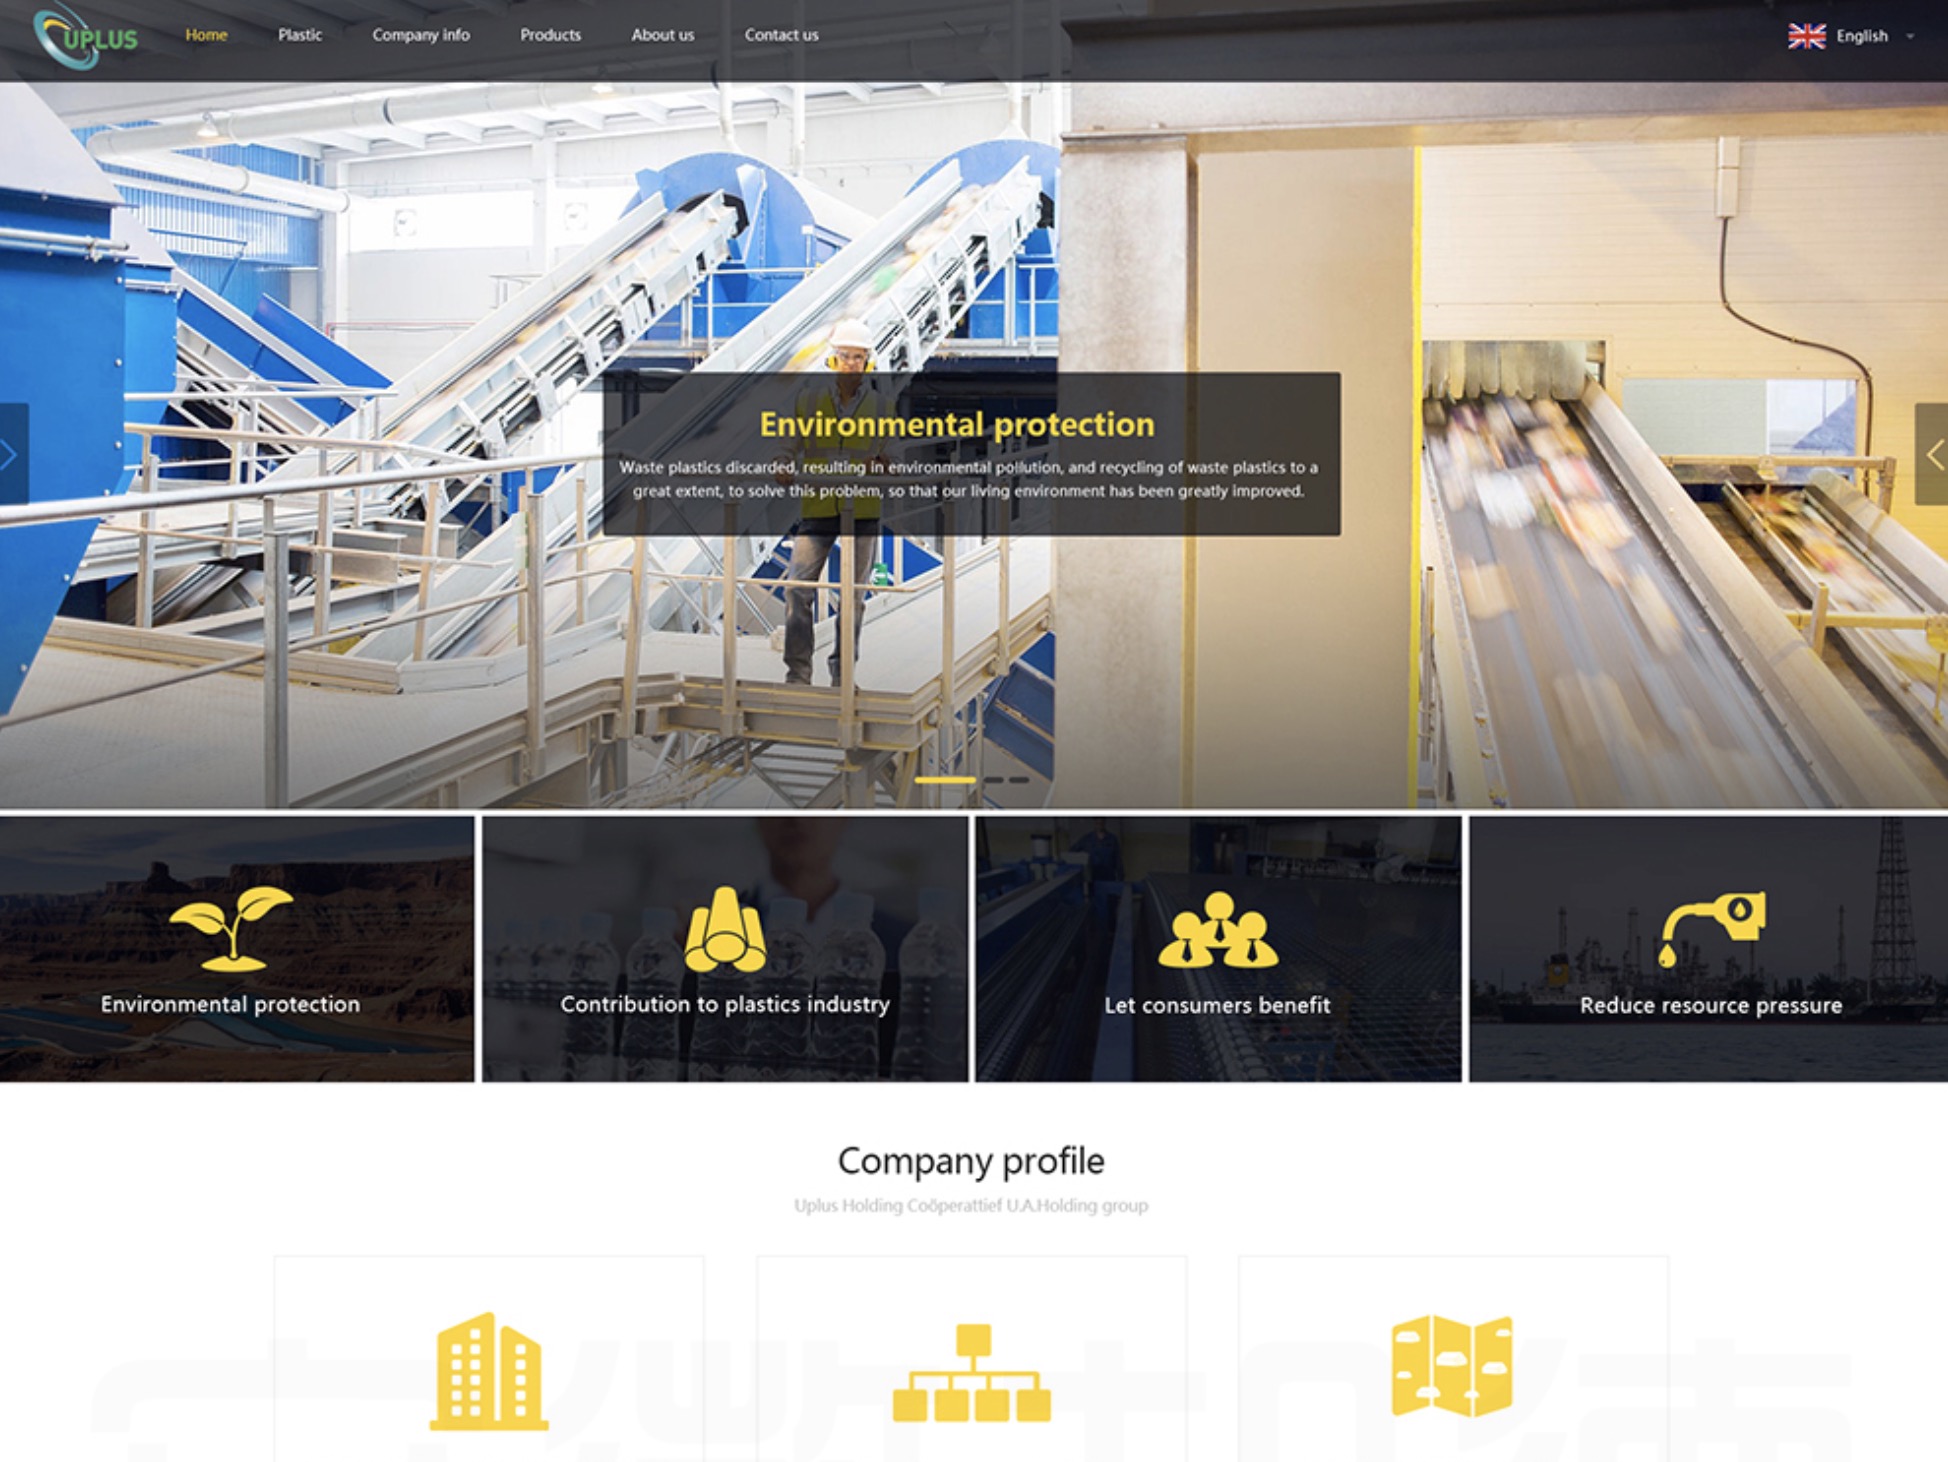 UPLUS
Home
Plastic
Company info
Products
About us
Contact us
English
Environmental protection
Waste plastics discarded, resulting in environmental pollution, and recycling of waste plastics to a
great extent, to solve this problem, so that our living environment has been greatly improved.
Environmental protection
Contribution to plastics industry
Let consumers benefit
Reduce resource pressure
Company profile
Uplus Holding Coöperattief U.A.Holding group